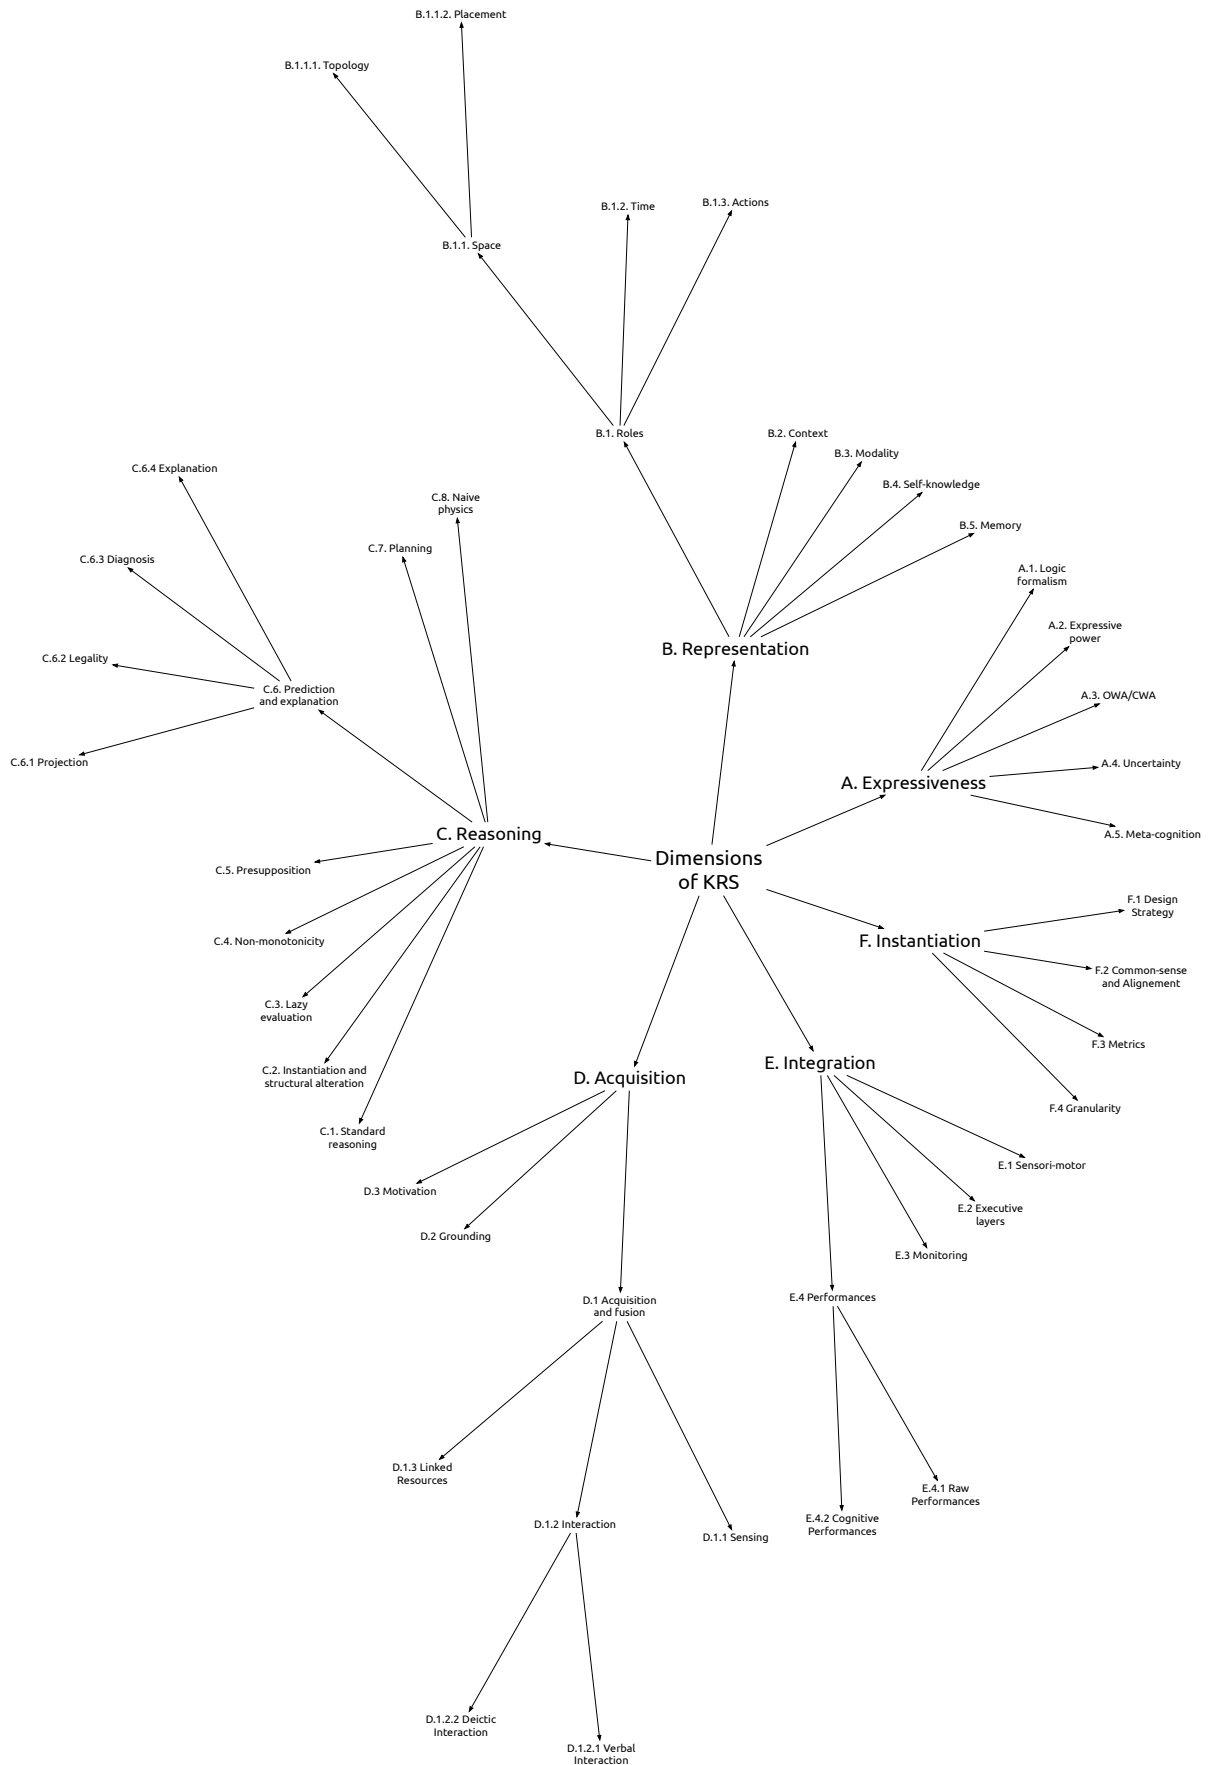 B.1.1.2. Placement
B.1.1.1. Topology
B.1.2. Time
B.1.3. Actions
B.1.1. Space
B.1. Roles
B.2. Context
B.3. Modality
B.4. Self-knowledge
B.5. Memory
C.6.4 Explanation
C.8. Naive
physics
C.7. Planning
C.6.3 Diagnosis
A.1. Logic
formalism
A.2. Expressive
power
B. Representation
C.6.2 Legality
C.6. Prediction
and explanation
A.3. OWA/CWA
C.6.1 Projection
A.4. Uncertainty
A. Expressiveness
C. Reasoning
A.5. Meta-cognition
Dimensions
of KRS
C.5. Presupposition
F.1 Design
Strategy
C.4. Non-monotonicity
F. Instantiation
F.2 Common-sense
and Alignement
C.3. Lazy
evaluation
F.3 Metrics
C.2. Instantiation and
structural alteration
D. Acquisition
E. Integration
F.4 Granularity
C.1. Standard
reasoning
E.1 Sensori-motor
D.3 Motivation
E.2 Executive
layers
D.2 Grounding
E.3 Monitoring
D.1 Acquisition
and fusion
E.4 Performances
D.1.3 Linked
Resources
E.4.1 Raw
Performances
D.1.2 Interaction
E.4.2 Cognitive
Performances
D.1.1 Sensing
D.1.2.2 Deictic
Interaction
D.1.2.1 Verbal
Interaction